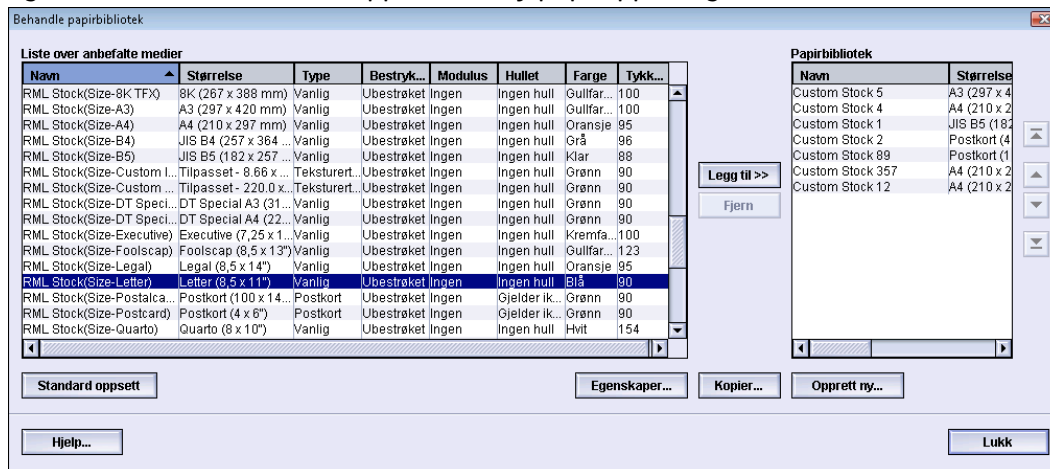 Behandle papirbibliotek
Liste over anbefalte medier
Navn Størrelse Type Bestryk... Modulus Hullet Farge Tykk...
RML Stock(Size-8K TFX) 8K (267 x 388 mm) Vanlig Ubestrøket Ingen Ingen hull Gullfar... 100
RML Stock(Size-A3) A3 (297 x 420 mm) Vanlig Ubestrøket Ingen Ingen hull Gullfar... 100
RML Stock(Size-A4) A4 (210 x 297 mm) Vanlig Ubestrøket Ingen Ingen hull Oransje 95
RML Stock(Size-B4) JIS B4 (257 x 364 ... Vanlig Ubestrøket Ingen Ingen hull Grå 96
RML Stock(Size-B5) JIS B5 (182 x 257 ... Vanlig Ubestrøket Ingen Ingen hull Klar 88
RML Stock(Size-Custom I... Tilpasset - 8.66 x ... Teksturert... Ubestrøket Ingen Ingen hull Grønn 90
RML Stock(Size-Custom ... Tilpasset - 220.0 x... Teksturert... Ubestrøket Ingen Ingen hull Grønn 90
RML Stock(Size-DT Speci... DT Special A3 (31... Vanlig Ubestrøket Ingen Ingen hull Grønn 90
RML Stock(Size-DT Speci... DT Special A4 (22... Vanlig Ubestrøket Ingen Ingen hull Grønn 90
RML Stock(Size-Executive) Executive (7,25 x 1... Vanlig Ubestrøket Ingen Ingen hull Kremfa... 100
RML Stock(Size-Foolscap) Foolscap (8,5 x 13") Vanlig Ubestrøket Ingen Ingen hull Gullfar... 123
RML Stock(Size-Legal) Legal (8,5 x 14") Vanlig Ubestrøket Ingen Ingen hull Oransje 95
RML Stock(Size-Letter) Letter (8,5 x 11") Vanlig Ubestrøket Ingen Ingen hull Blå 90
RML Stock(Size-Postalca... Postkort (100 x 14... Postkort Ubestrøket Ingen Gjelder ik... Grønn 90
RML Stock(Size-Postcard) Postkort (4 x 6") Postkort Ubestrøket Ingen Gjelder ik... Grønn 90
RML Stock(Size-Quarto) Quarto (8 x 10") Vanlig Ubestrøket Ingen Ingen hull Hvit 154
Legg til >>
Fjern
Papirbibliotek
Navn Størrelse
Custom Stock 5 A3 (297 x 4
Custom Stock 4 A4 (210 x 2
Custom Stock 1 JIS B5 (182
Custom Stock 2 Postkort (4
Custom Stock 89 Postkort (1
Custom Stock 357 A4 (210 x 2
Custom Stock 12 A4 (210 x 2
Standard oppsett Egenskaper... Kopier... Opprett ny...
Hjelp... Lukk